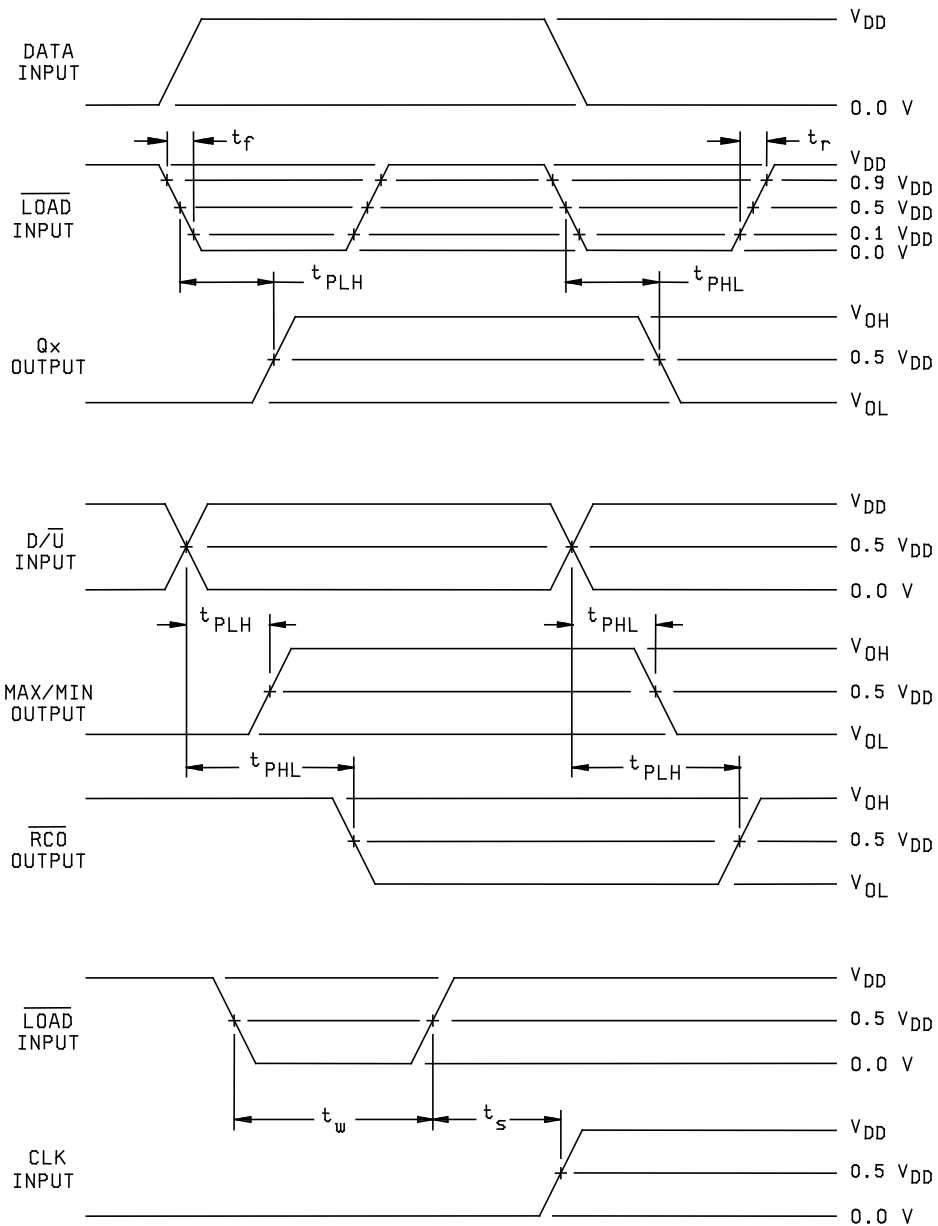 DATA
INPUT
V_DD
0.0 V
t_f
t_r
L̅O̅A̅D̅
INPUT
V_DD
0.9 V_DD
0.5 V_DD
0.1 V_DD
0.0 V
t_PLH
t_PHL
Qx
OUTPUT
V_OH
0.5 V_DD
V_OL
D/U̅
INPUT
V_DD
0.5 V_DD
0.0 V
t_PLH
t_PHL
MAX/MIN
OUTPUT
V_OH
0.5 V_DD
V_OL
t_PHL
t_PLH
R̅C̅O̅
OUTPUT
V_OH
0.5 V_DD
V_OL
L̅O̅A̅D̅
INPUT
V_DD
0.5 V_DD
0.0 V
t_w
t_s
CLK
INPUT
V_DD
0.5 V_DD
0.0 V